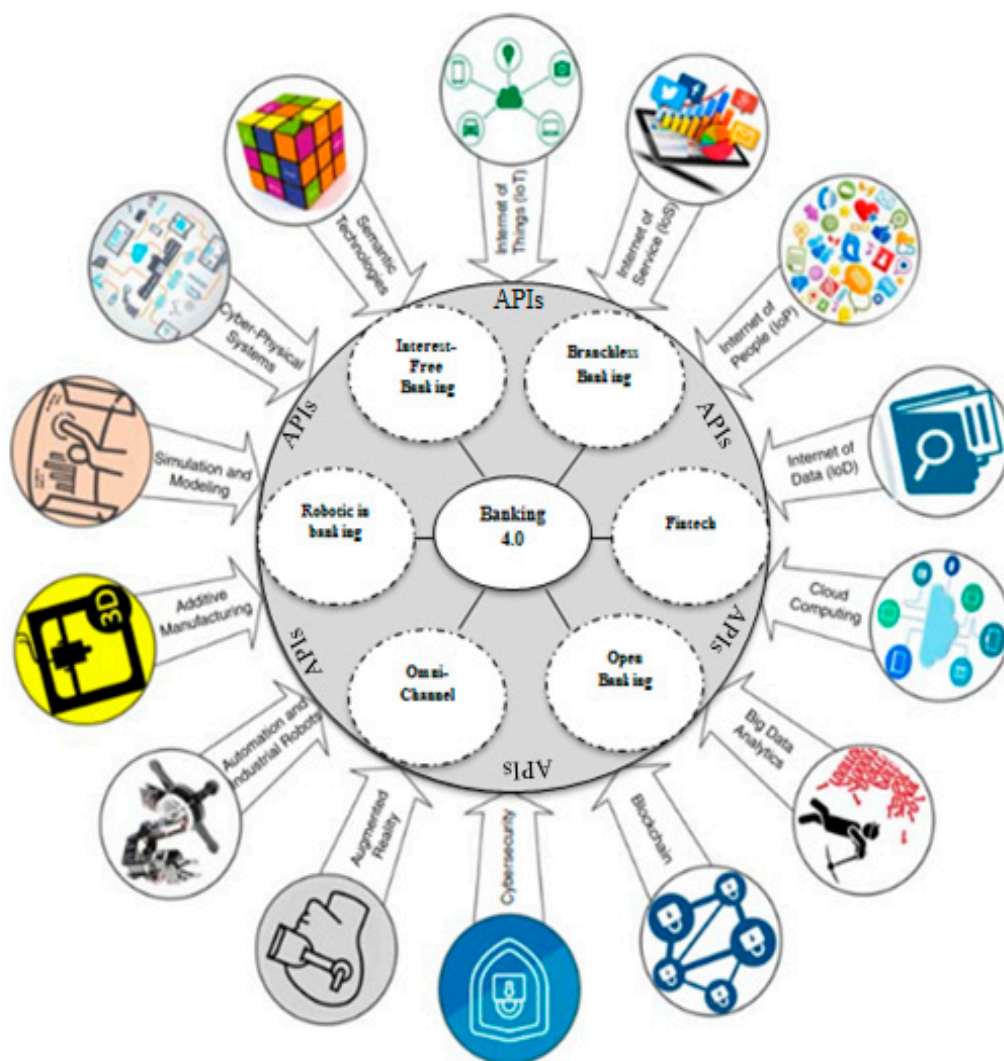 Internet of
Things (IoT)
Internet of
Service (IoS)
Internet of
People (IoP)
Internet of
Data (IoD)
Cloud
Computing
Big Data
Analytics
Blockchain
Cybersecurity
Augmented
Reality
Automation and
Industrial Robots
Additive
Manufacturing
3D
Simulation and
Modeling
Cyber-Physical
Systems
Semantic
Technologies
APIs
APIs
APIs
APIs
APIs
APIs
Interest-
Free
Banking
Branchless
Banking
Robotic in
banking
Banking
4.0
Fintech
Omni-
Channel
Open
Banking